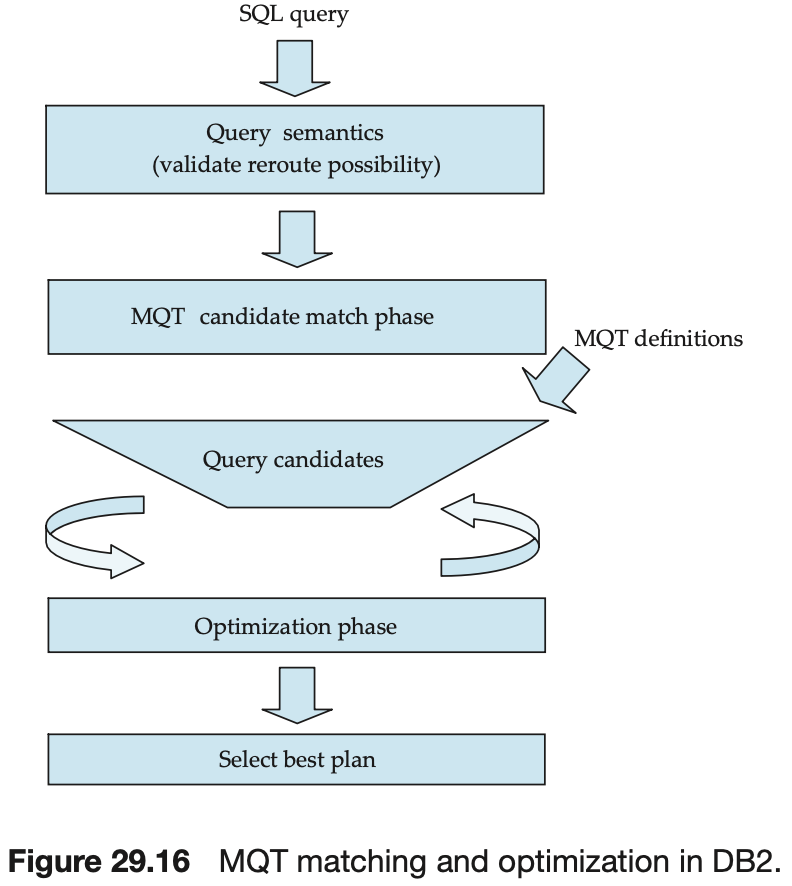 SQL query
Query semantics
(validate reroute possibility)
MQT candidate match phase
MQT definitions
Query candidates
Optimization phase
Select best plan
Figure 29.16 MQT matching and optimization in DB2.